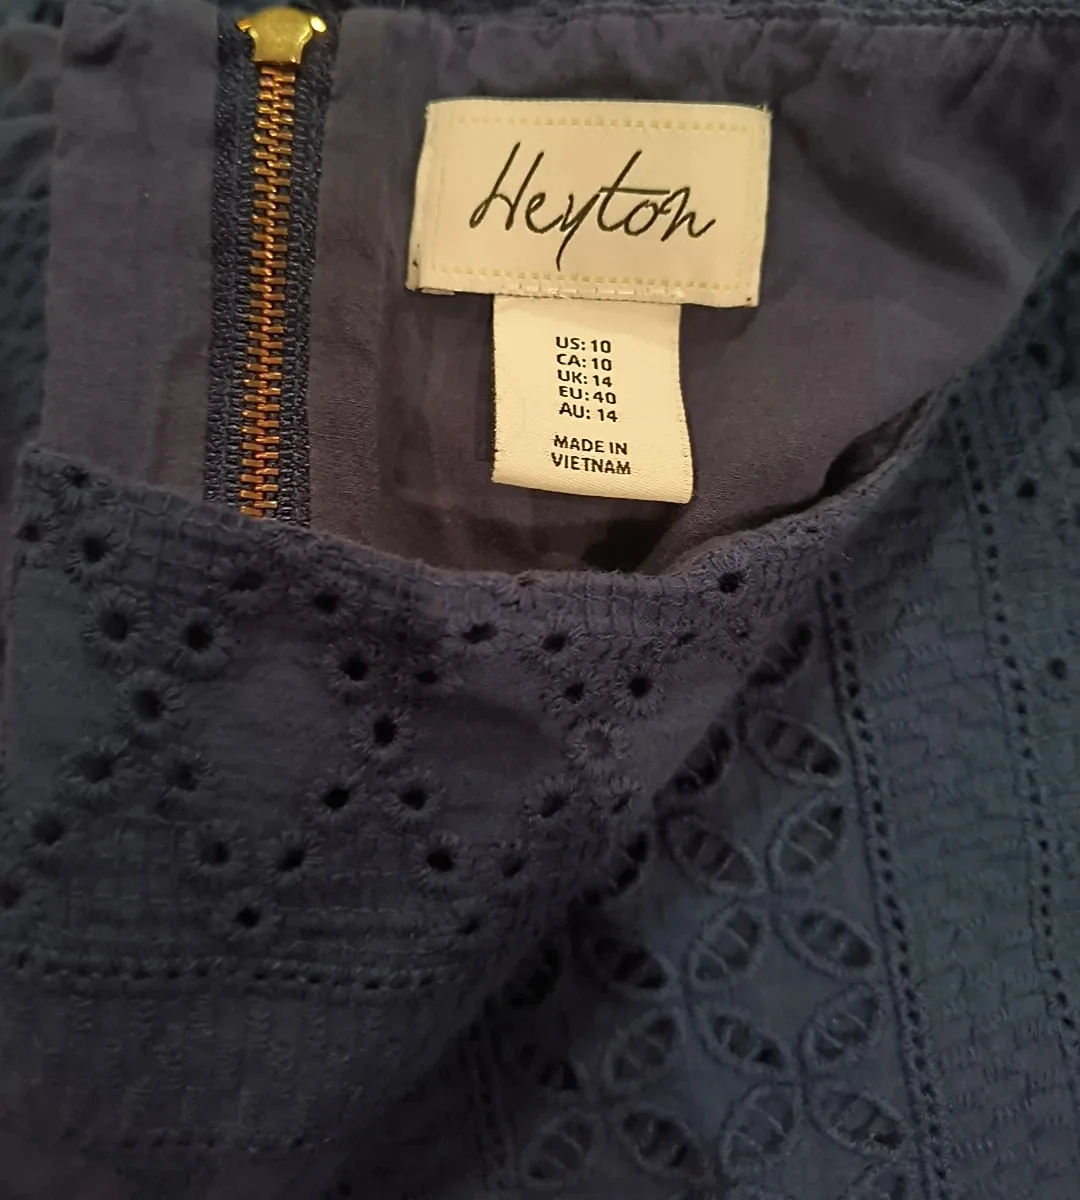 Heyton
US: 10
CA: 10
UK: 14
EU: 40
AU: 14
MADE IN
VIETNAM